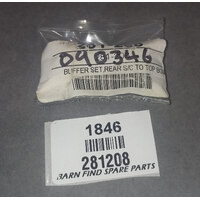 090346
BUFFER SET,REAR S/C TO TOP
1846
281208
BARN FIND SPARE PARTS